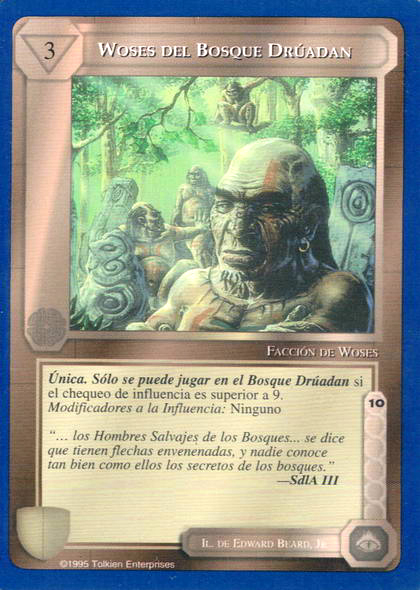 3
WOSES DEL BOSQUE DRÚADAN
FACCIÓN DE WOSES
Única. Sólo se puede jugar en el Bosque Drúadan si
el chequeo de influencia es superior a 9.
Modificadores a la Influencia: Ninguno
10
“... los Hombres Salvajes de los Bosques... se dice
que tienen flechas envenenadas, y nadie conoce
tan bien como ellos los secretos de los bosques.”
—SdlA III
IL. DE EDWARD BEARD, JR.
©1995 Tolkien Enterprises